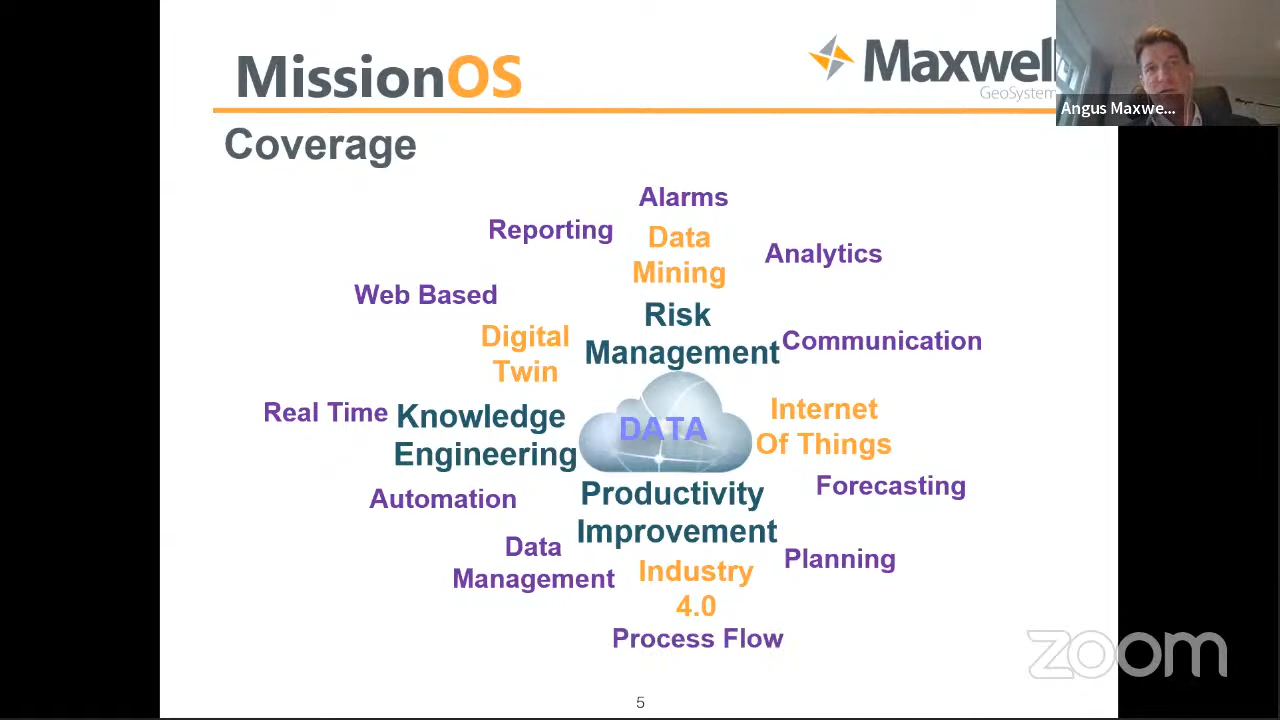 MissionOS
Maxwell
GeoSystem
Angus Maxwe...
Coverage
Alarms
Reporting
Data
Mining
Analytics
Web Based
Risk
Management
Digital
Twin
Communication
Real Time
Knowledge
Engineering
DATA
Internet
Of Things
Automation
Productivity
Improvement
Forecasting
Data
Management
Industry
4.0
Planning
Process Flow
zoom
5